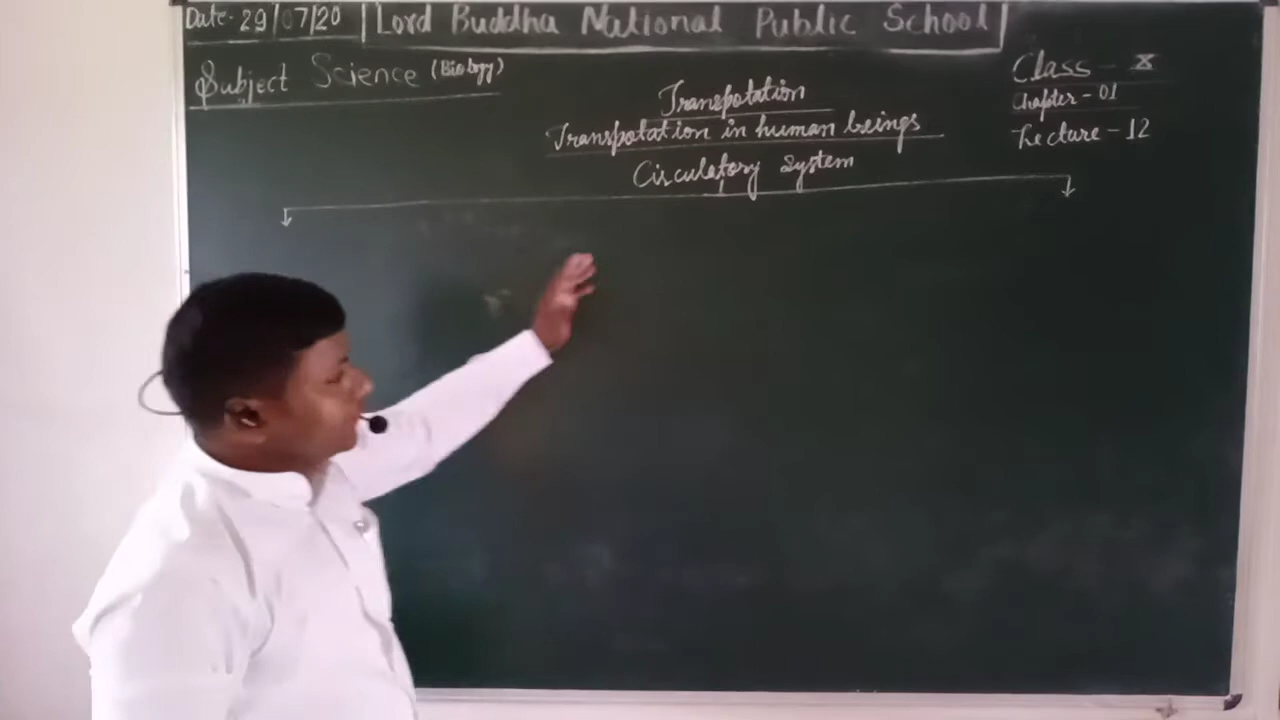 Date- 29/07/20 Lord Buddha National Public School
Subject Science (Biology)
Class - X
Chapter - 01
Lecture - 12
Transpotation
Transpotation in human beings
Circulatory System